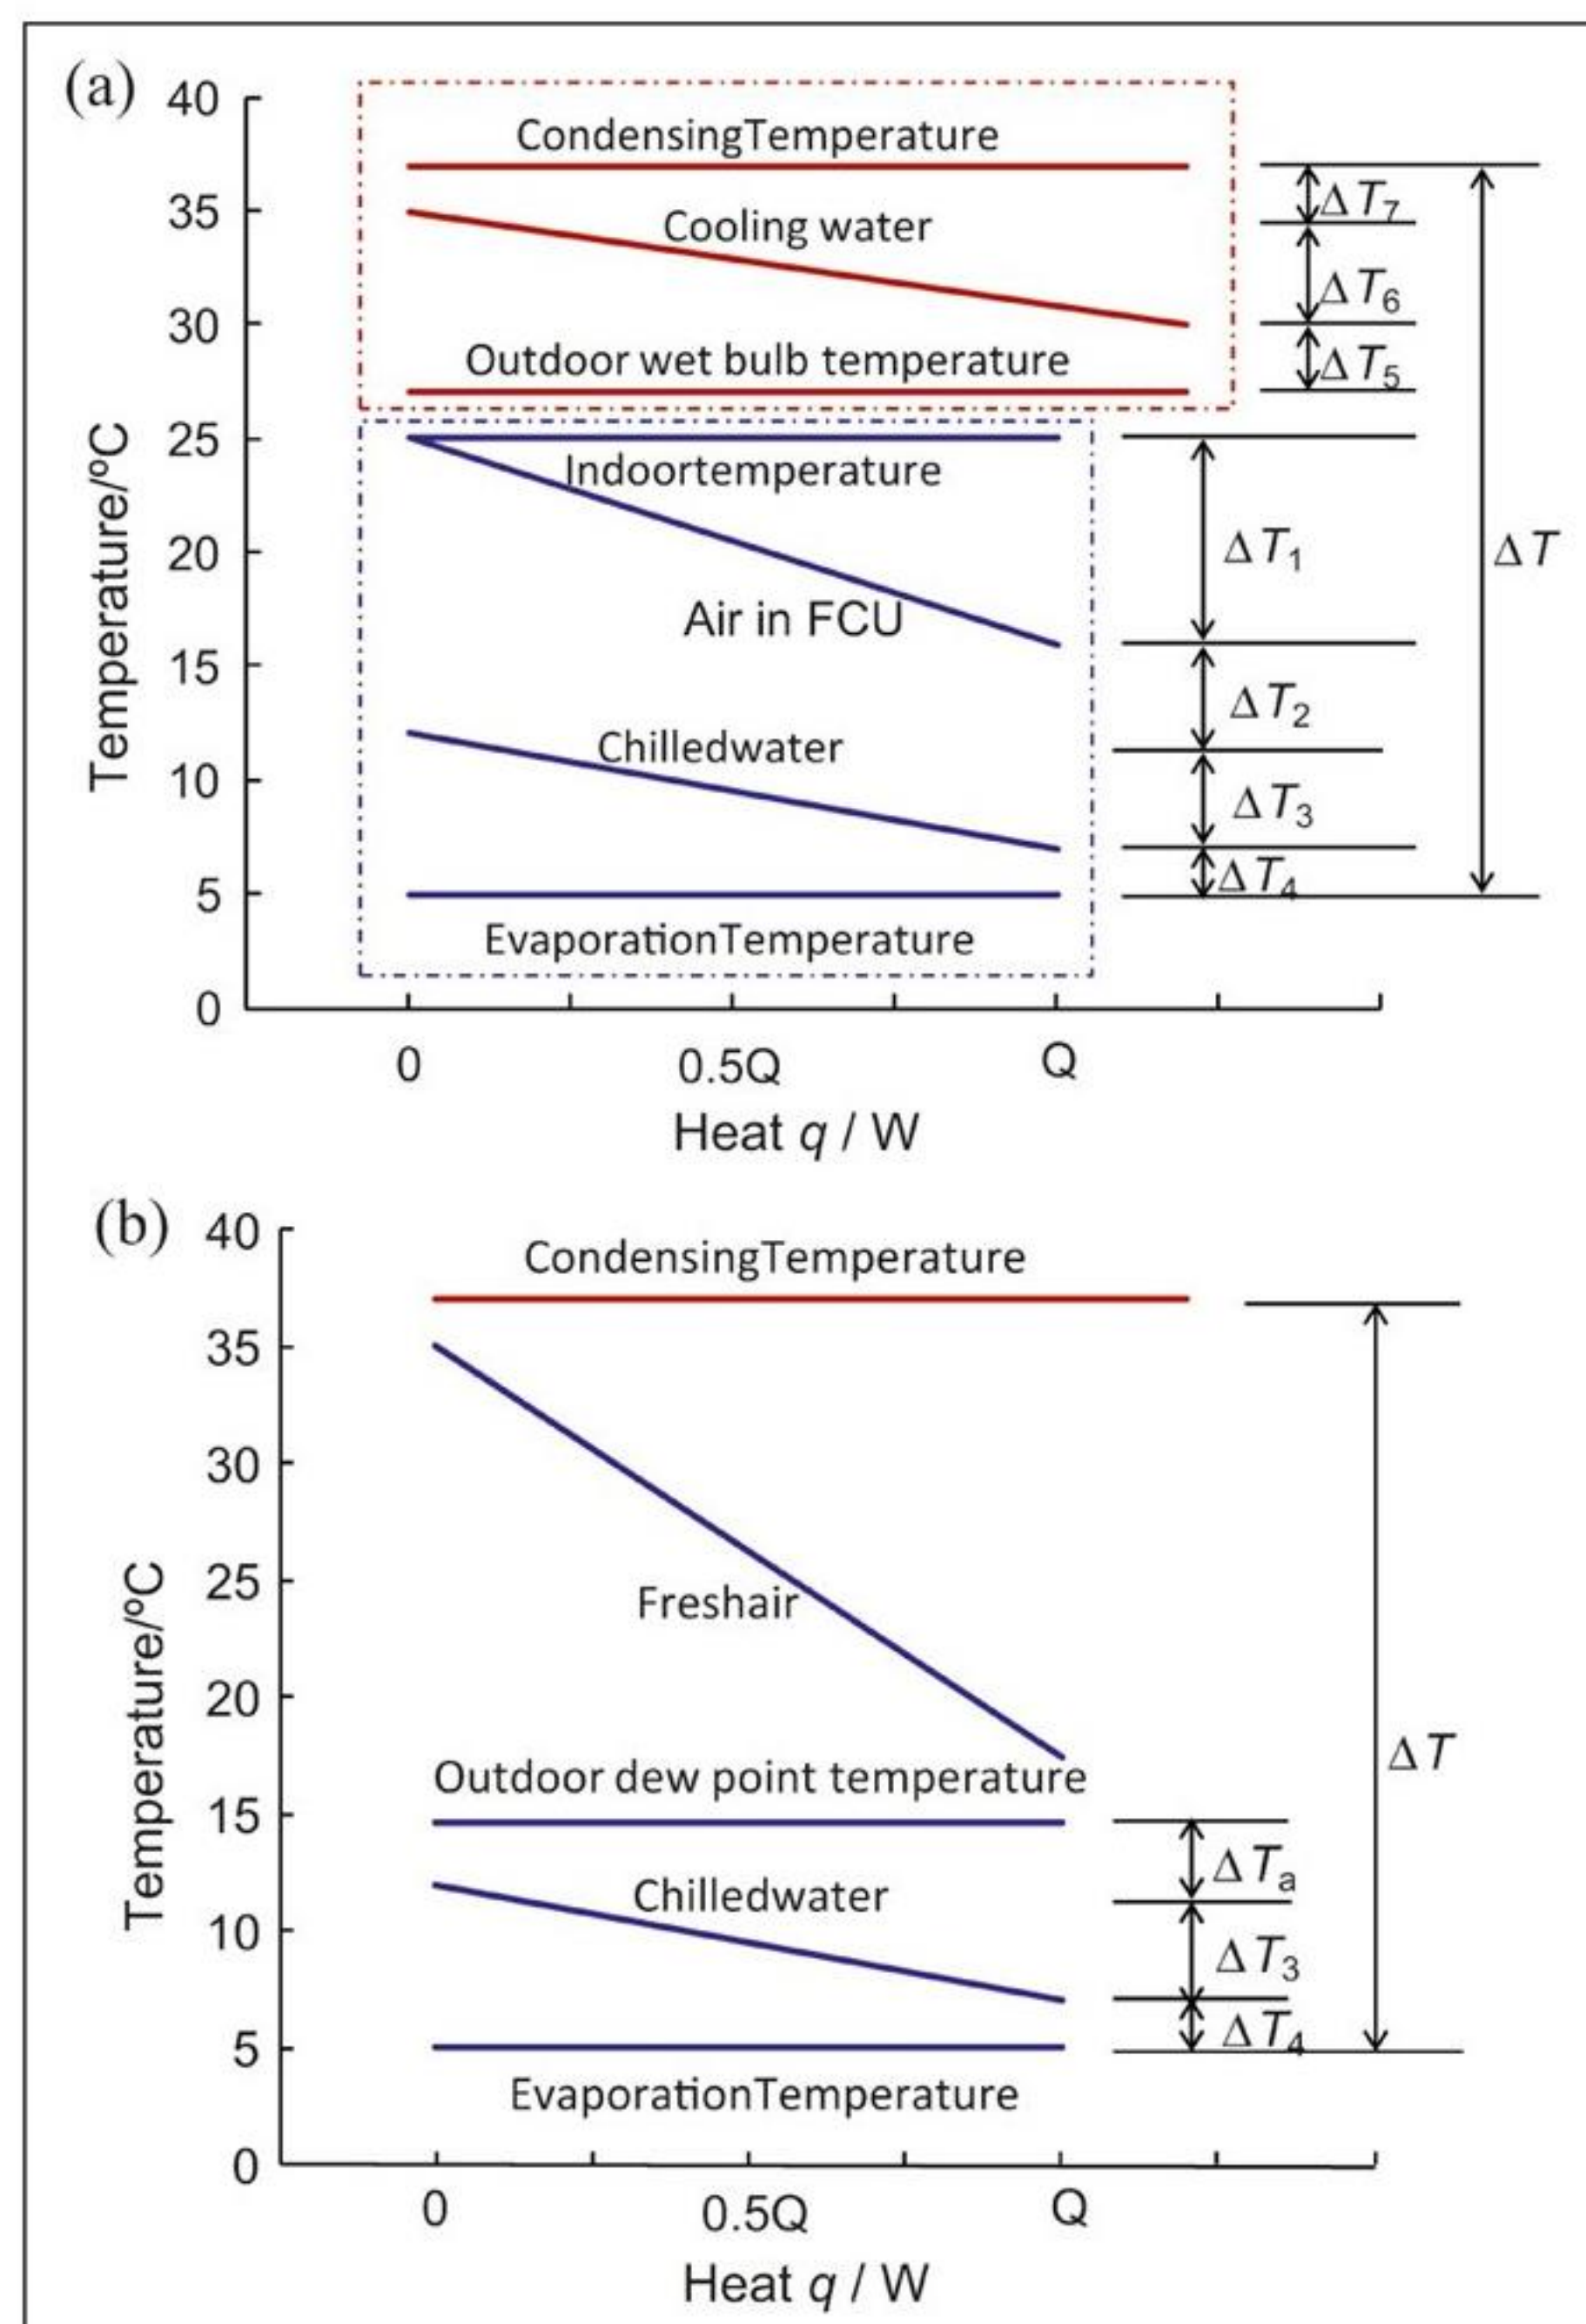 (a)
40
CondensingTemperature
ΔT7
35
Cooling water
ΔT6
30
Outdoor wet bulb temperature
ΔT5
25
Indoortemperature
ΔT1
ΔT
20
Air in FCU
15
ΔT2
Chilledwater
10
ΔT3
ΔT4
5
EvaporationTemperature
0
Temperature/ºC
0 0.5Q Q
Heat q / W
(b)
40
CondensingTemperature
35
30
25
Freshair
20
ΔT
Outdoor dew point temperature
15
ΔTa
Chilledwater
10
ΔT3
ΔT4
5
EvaporationTemperature
0
Temperature/ºC
0 0.5Q Q
Heat q / W